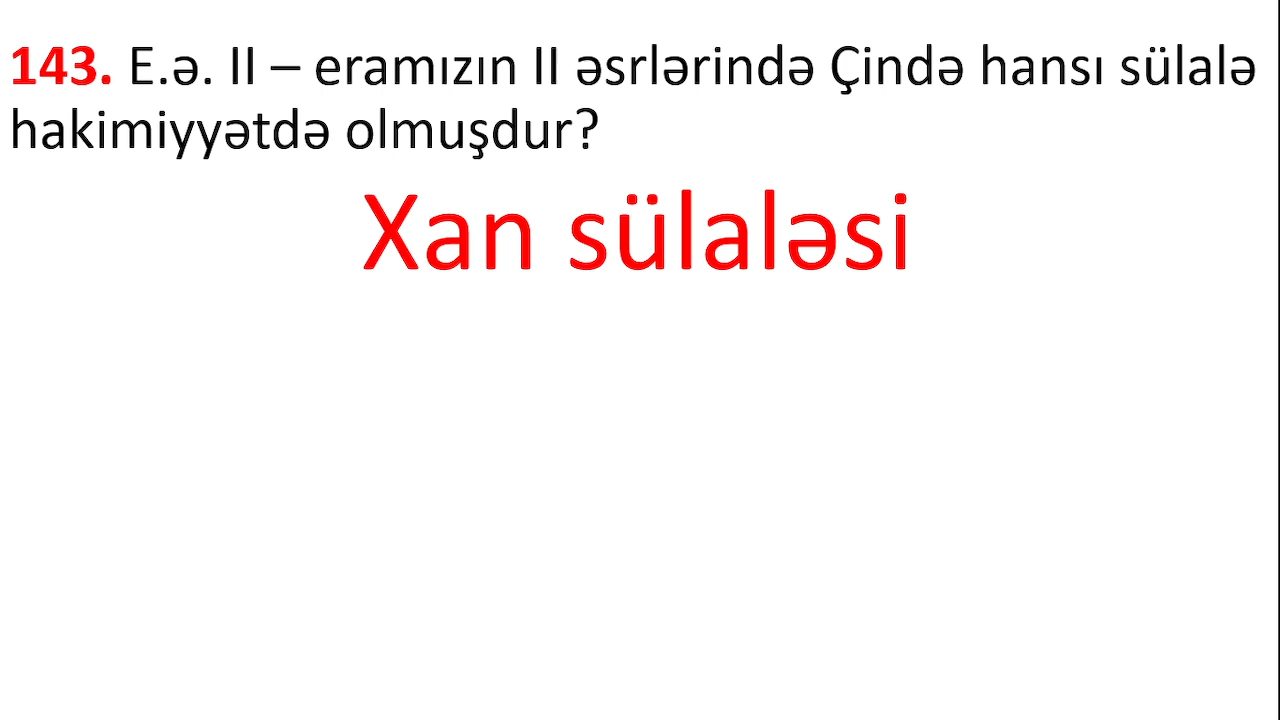 143. E.ə. II – eramızın II əsrlərində Çində hansı sülalə
hakimiyyətdə olmuşdur?
Xan sülaləsi